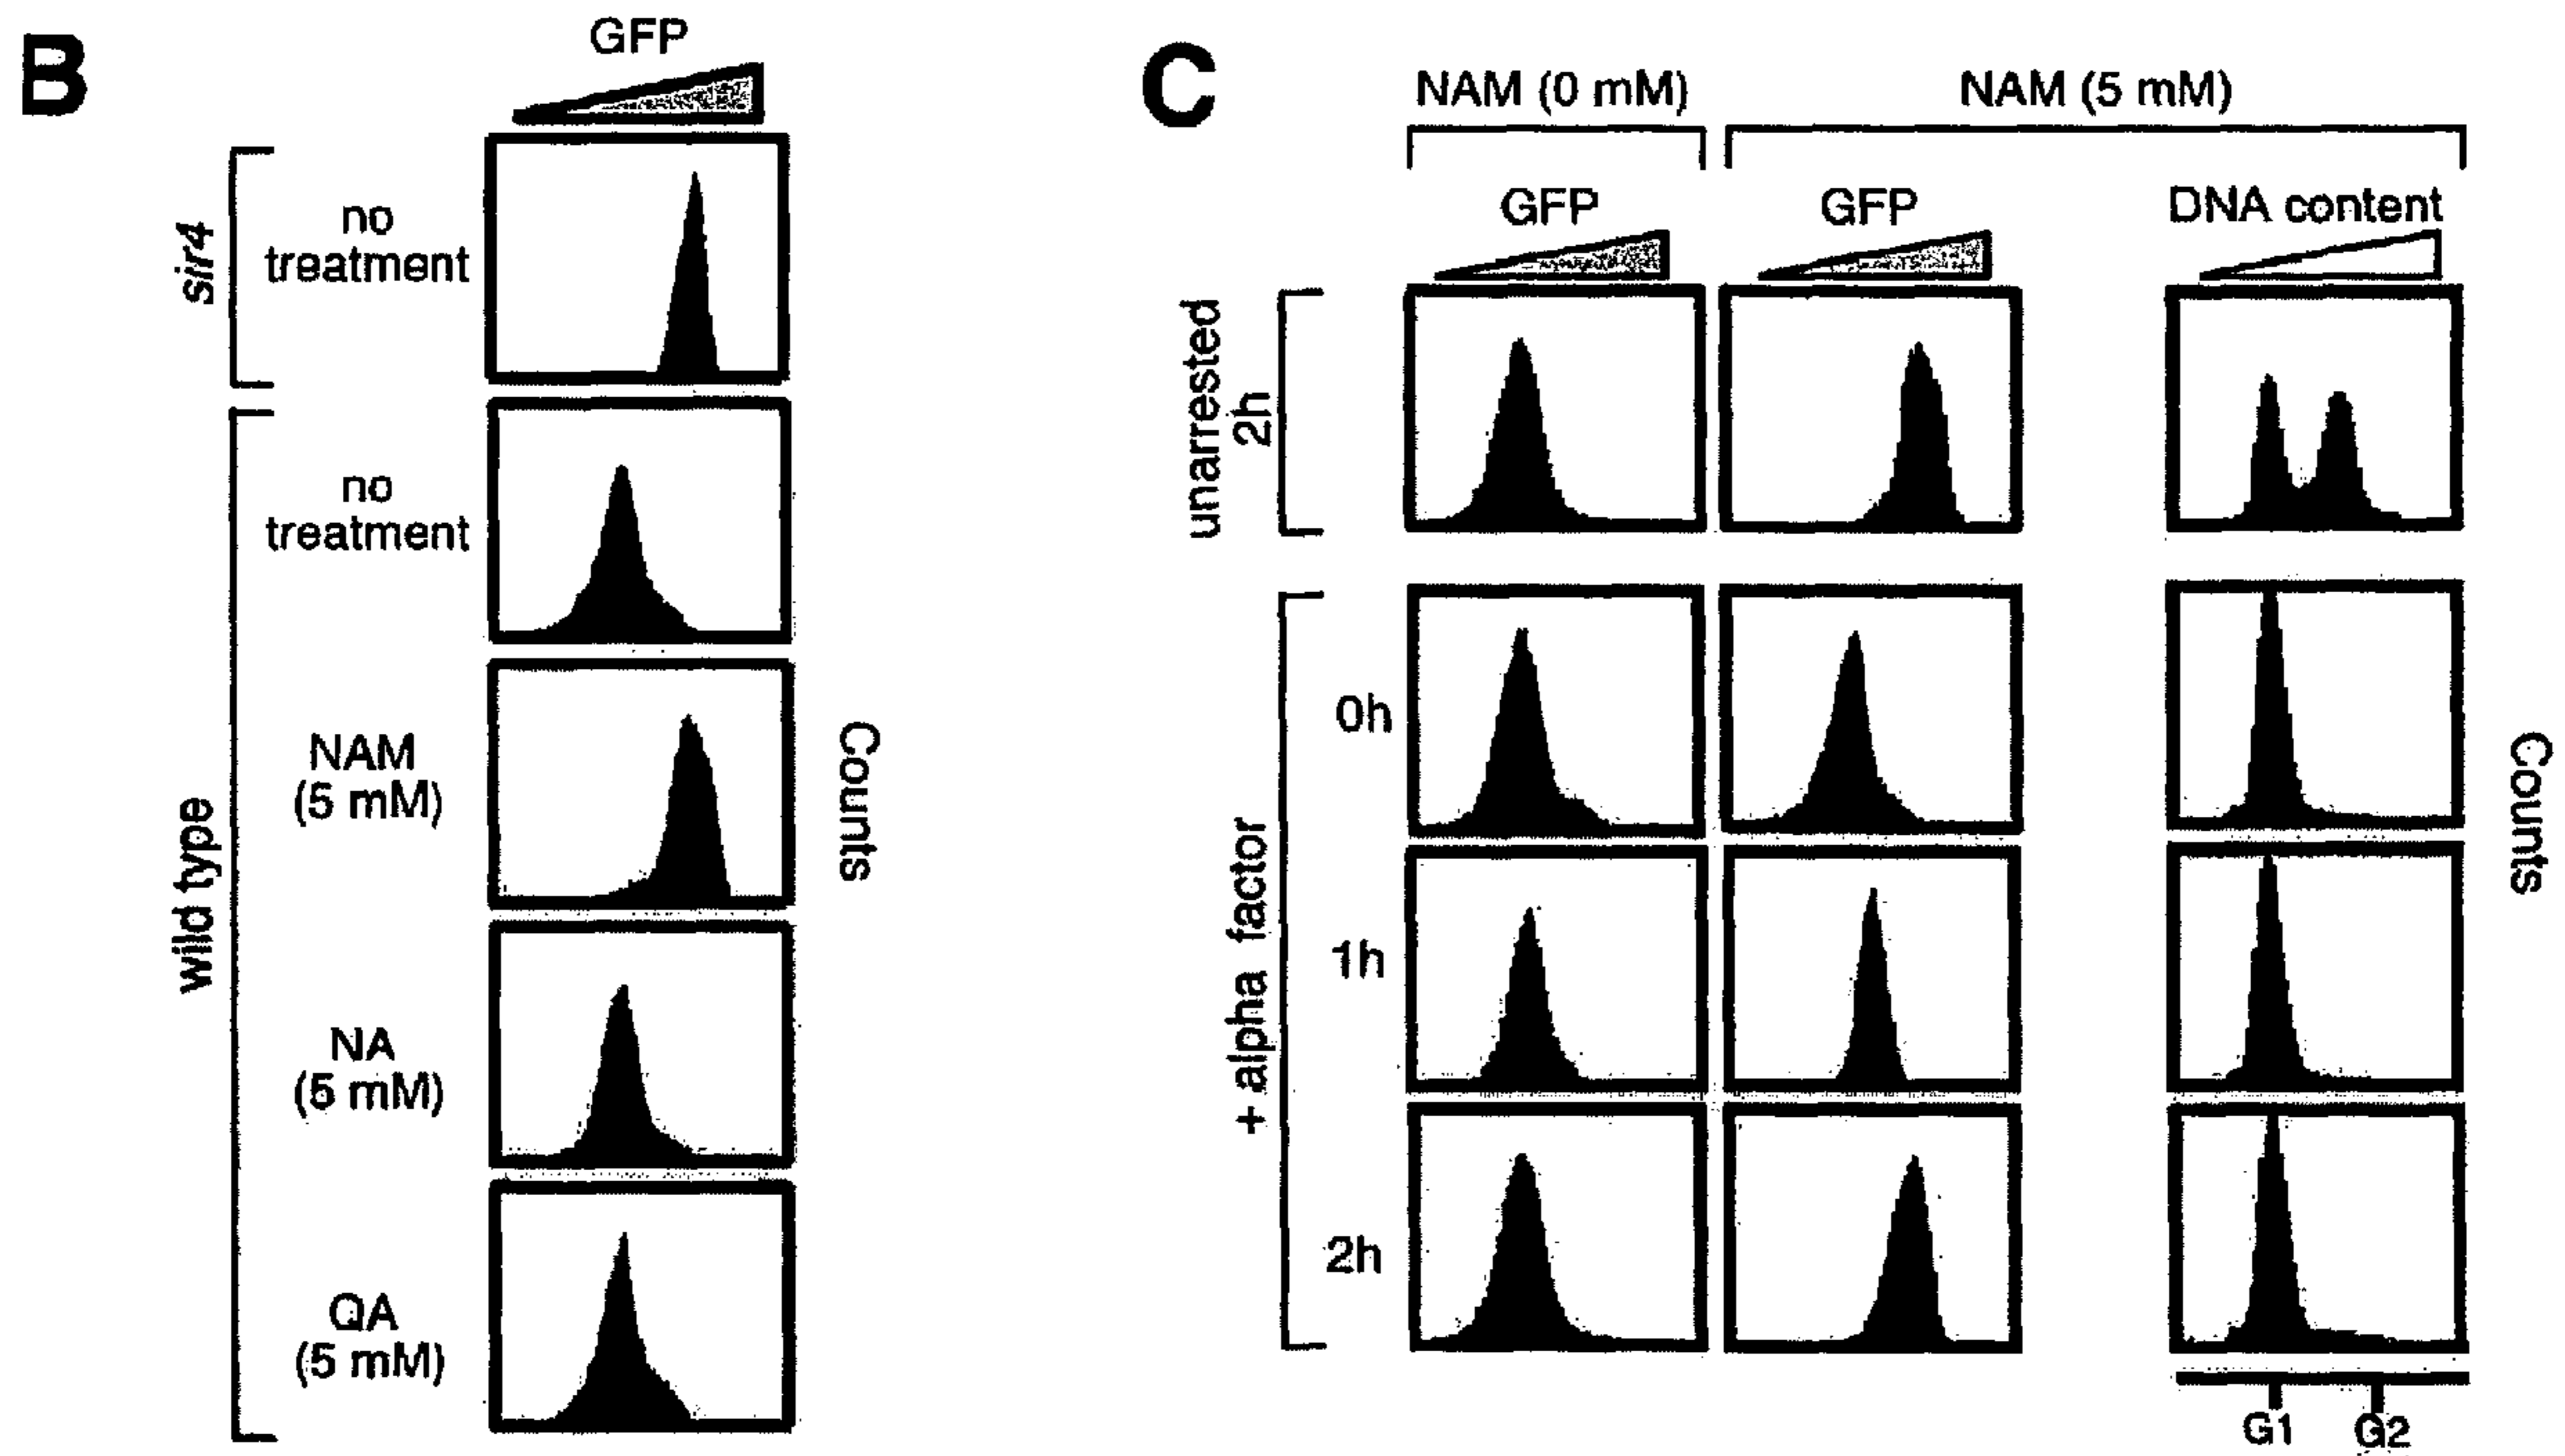 B
GFP
sir4
no
treatment
wild type
no
treatment
NAM
(5 mM)
NA
(5 mM)
QA
(5 mM)
Counts
C
NAM (0 mM)
NAM (5 mM)
GFP
GFP
DNA content
unarrested
2h
+ alpha factor
0h
1h
2h
Counts
G1
G2